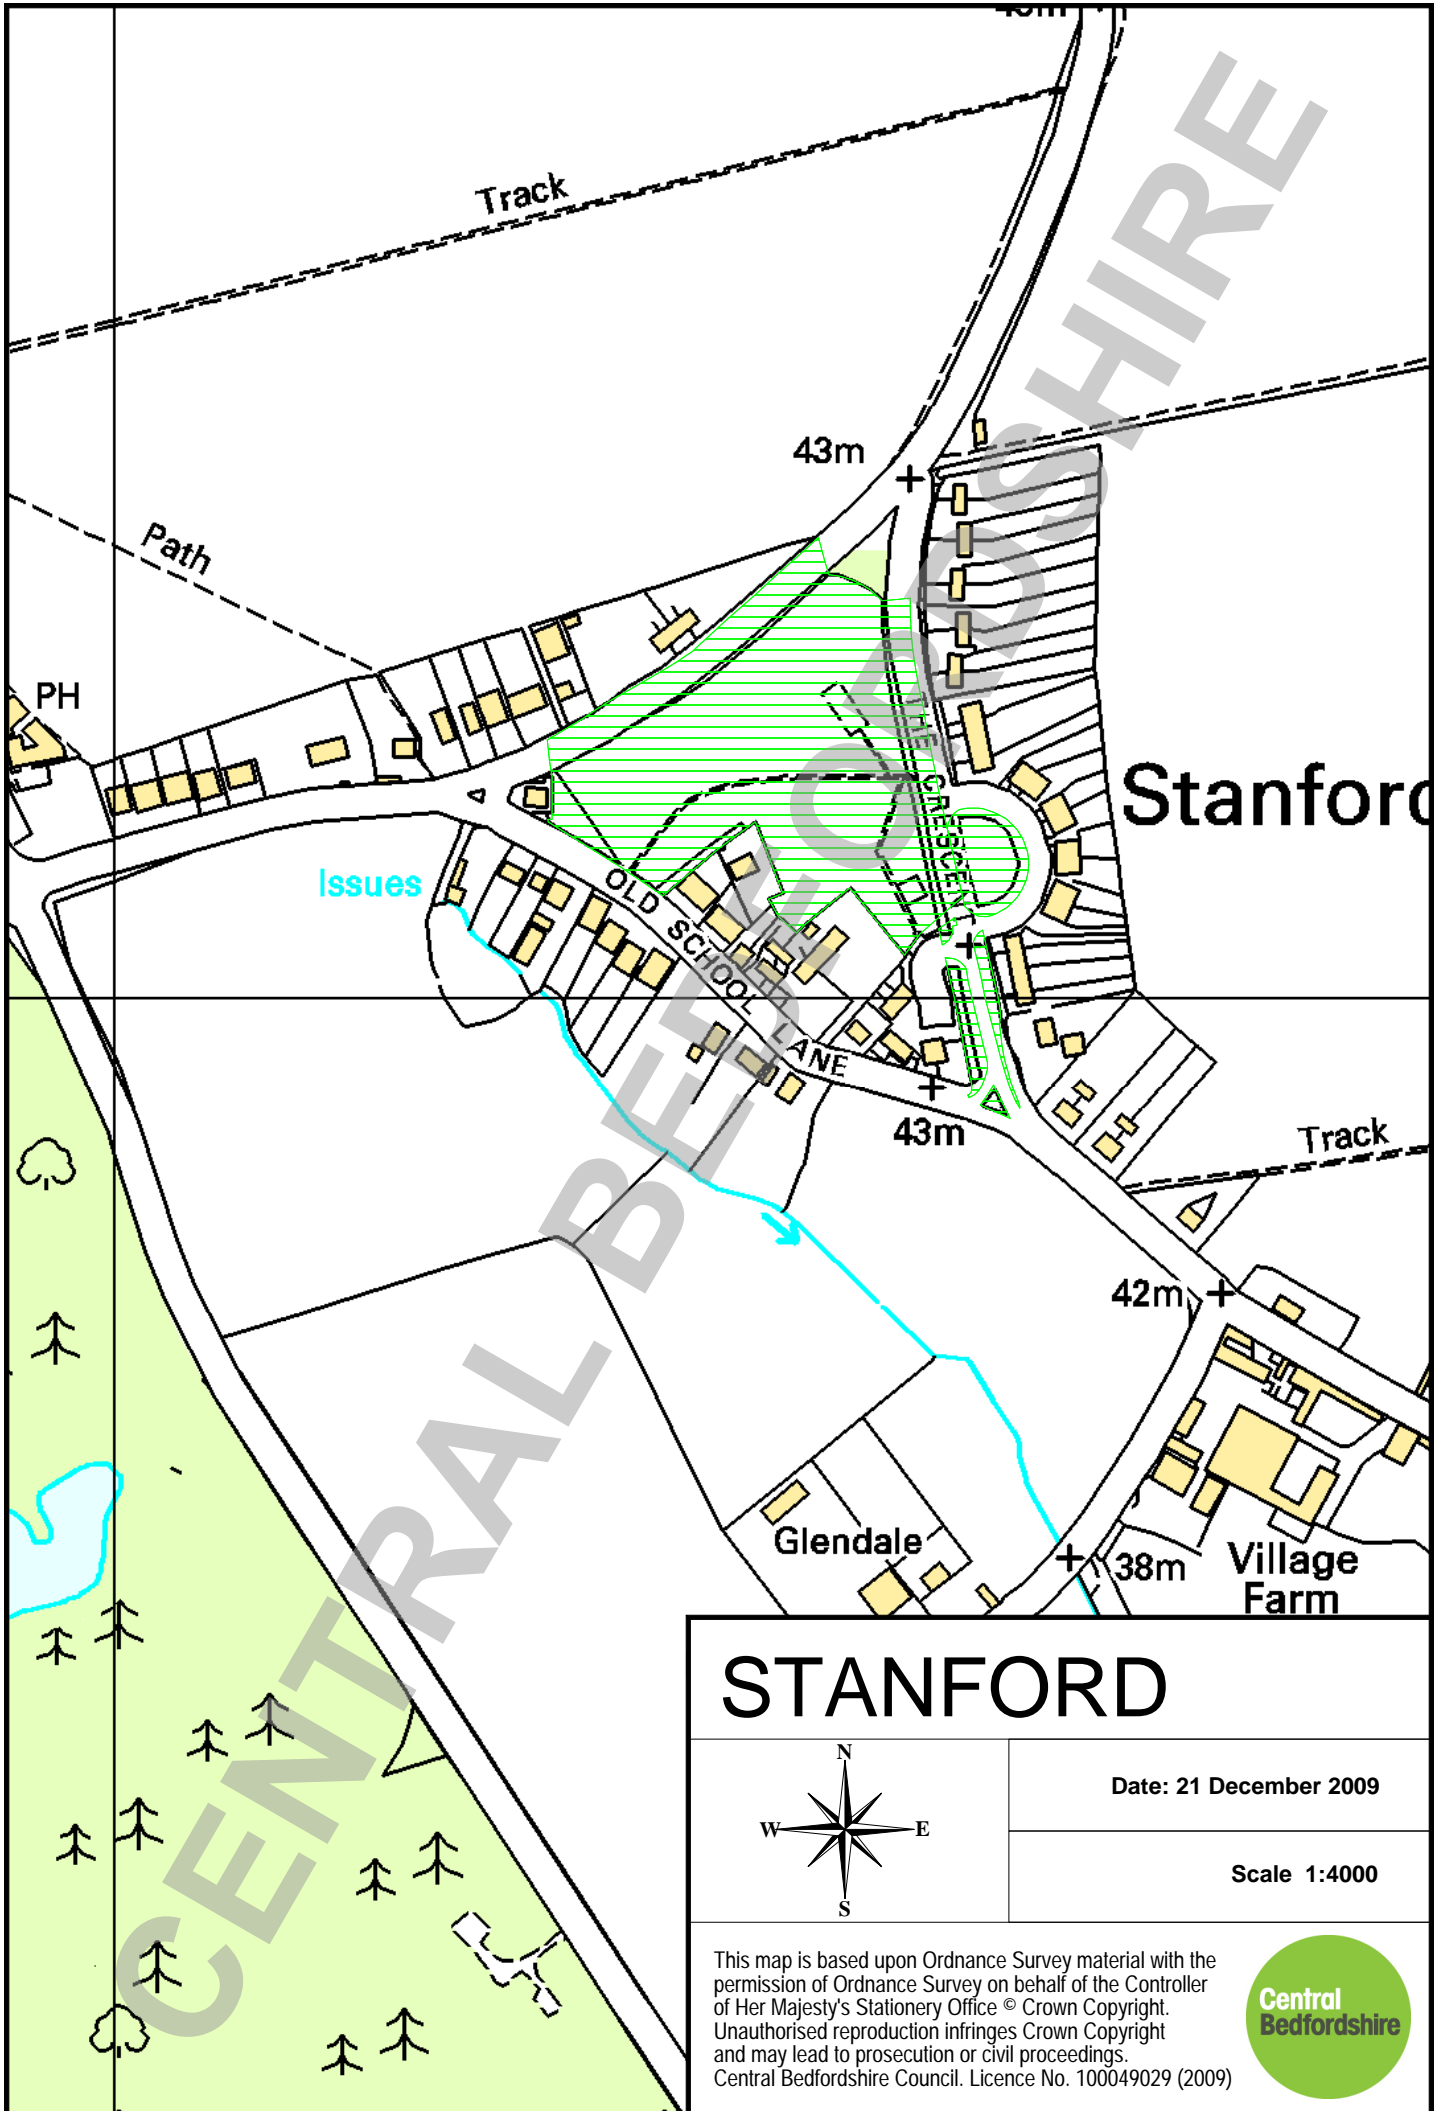 Track
43m
Path
PH
THE CRESCENT
Stanford
Issues
OLD SCHOOL LANE
43m
Track
42m
Glendale
38m
Village
Farm
CENTRAL BEDFORDSHIRE
STANFORD
N
W E
S
Date: 21 December 2009
Scale 1:4000
This map is based upon Ordnance Survey material with the
permission of Ordnance Survey on behalf of the Controller
of Her Majesty's Stationery Office © Crown Copyright.
Unauthorised reproduction infringes Crown Copyright
and may lead to prosecution or civil proceedings.
Central Bedfordshire Council. Licence No. 100049029 (2009)
Central
Bedfordshire